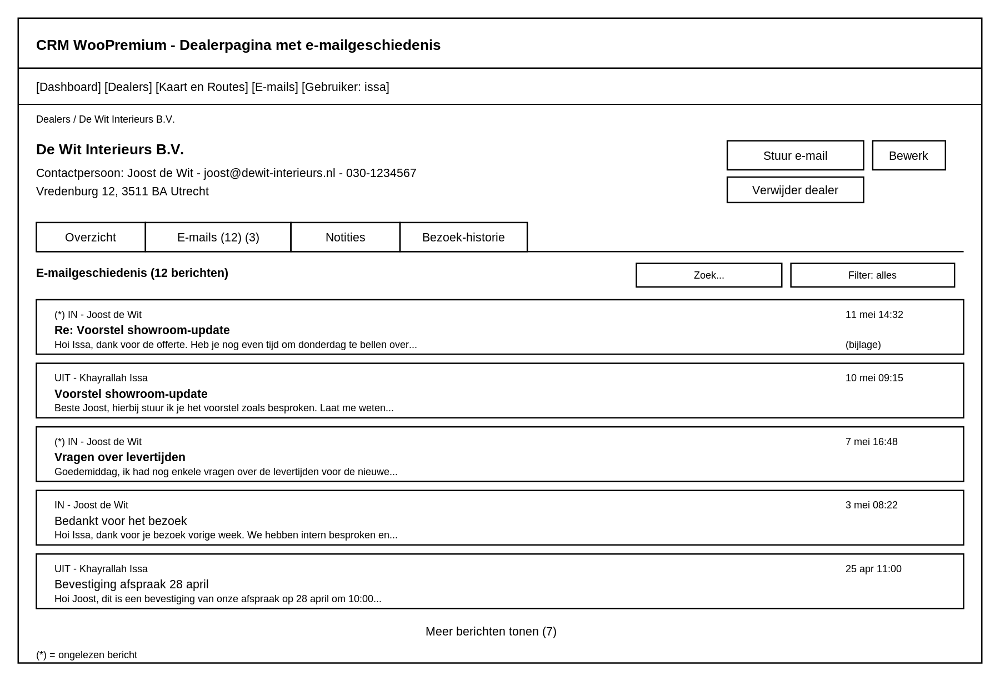 CRM WooPremium - Dealerpagina met e-mailgeschiedenis
[Dashboard] [Dealers] [Kaart en Routes] [E-mails] [Gebruiker: issa]
Dealers / De Wit Interieurs B.V.
De Wit Interieurs B.V.
Contactpersoon: Joost de Wit - joost@dewit-interieurs.nl - 030-1234567
Vredenburg 12, 3511 BA Utrecht
Stuur e-mail
Bewerk
Verwijder dealer
Overzicht
E-mails (12) (3)
Notities
Bezoek-historie
E-mailgeschiedenis (12 berichten)
Zoek...
Filter: alles
(*) IN - Joost de Wit
11 mei 14:32
Re: Voorstel showroom-update
Hoi Issa, dank voor de offerte. Heb je nog even tijd om donderdag te bellen over...
(bijlage)
UIT - Khayrallah Issa
10 mei 09:15
Voorstel showroom-update
Beste Joost, hierbij stuur ik je het voorstel zoals besproken. Laat me weten...
(*) IN - Joost de Wit
7 mei 16:48
Vragen over levertijden
Goedemiddag, ik had nog enkele vragen over de levertijden voor de nieuwe...
IN - Joost de Wit
3 mei 08:22
Bedankt voor het bezoek
Hoi Issa, dank voor je bezoek vorige week. We hebben intern besproken en...
UIT - Khayrallah Issa
25 apr 11:00
Bevestiging afspraak 28 april
Hoi Joost, dit is een bevestiging van onze afspraak op 28 april om 10:00...
Meer berichten tonen (7)
(*) = ongelezen bericht